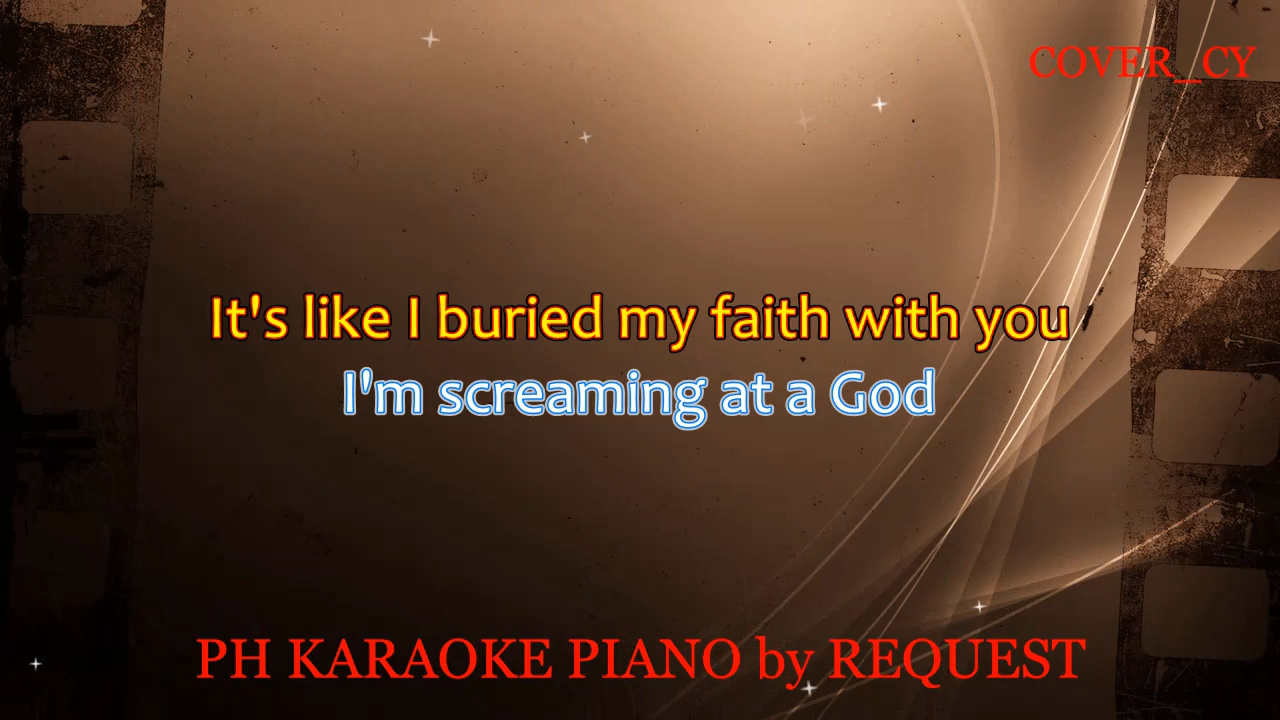 COVER_CY
It's like I buried my faith with you
I'm screaming at a God
PH KARAOKE PIANO by REQUEST